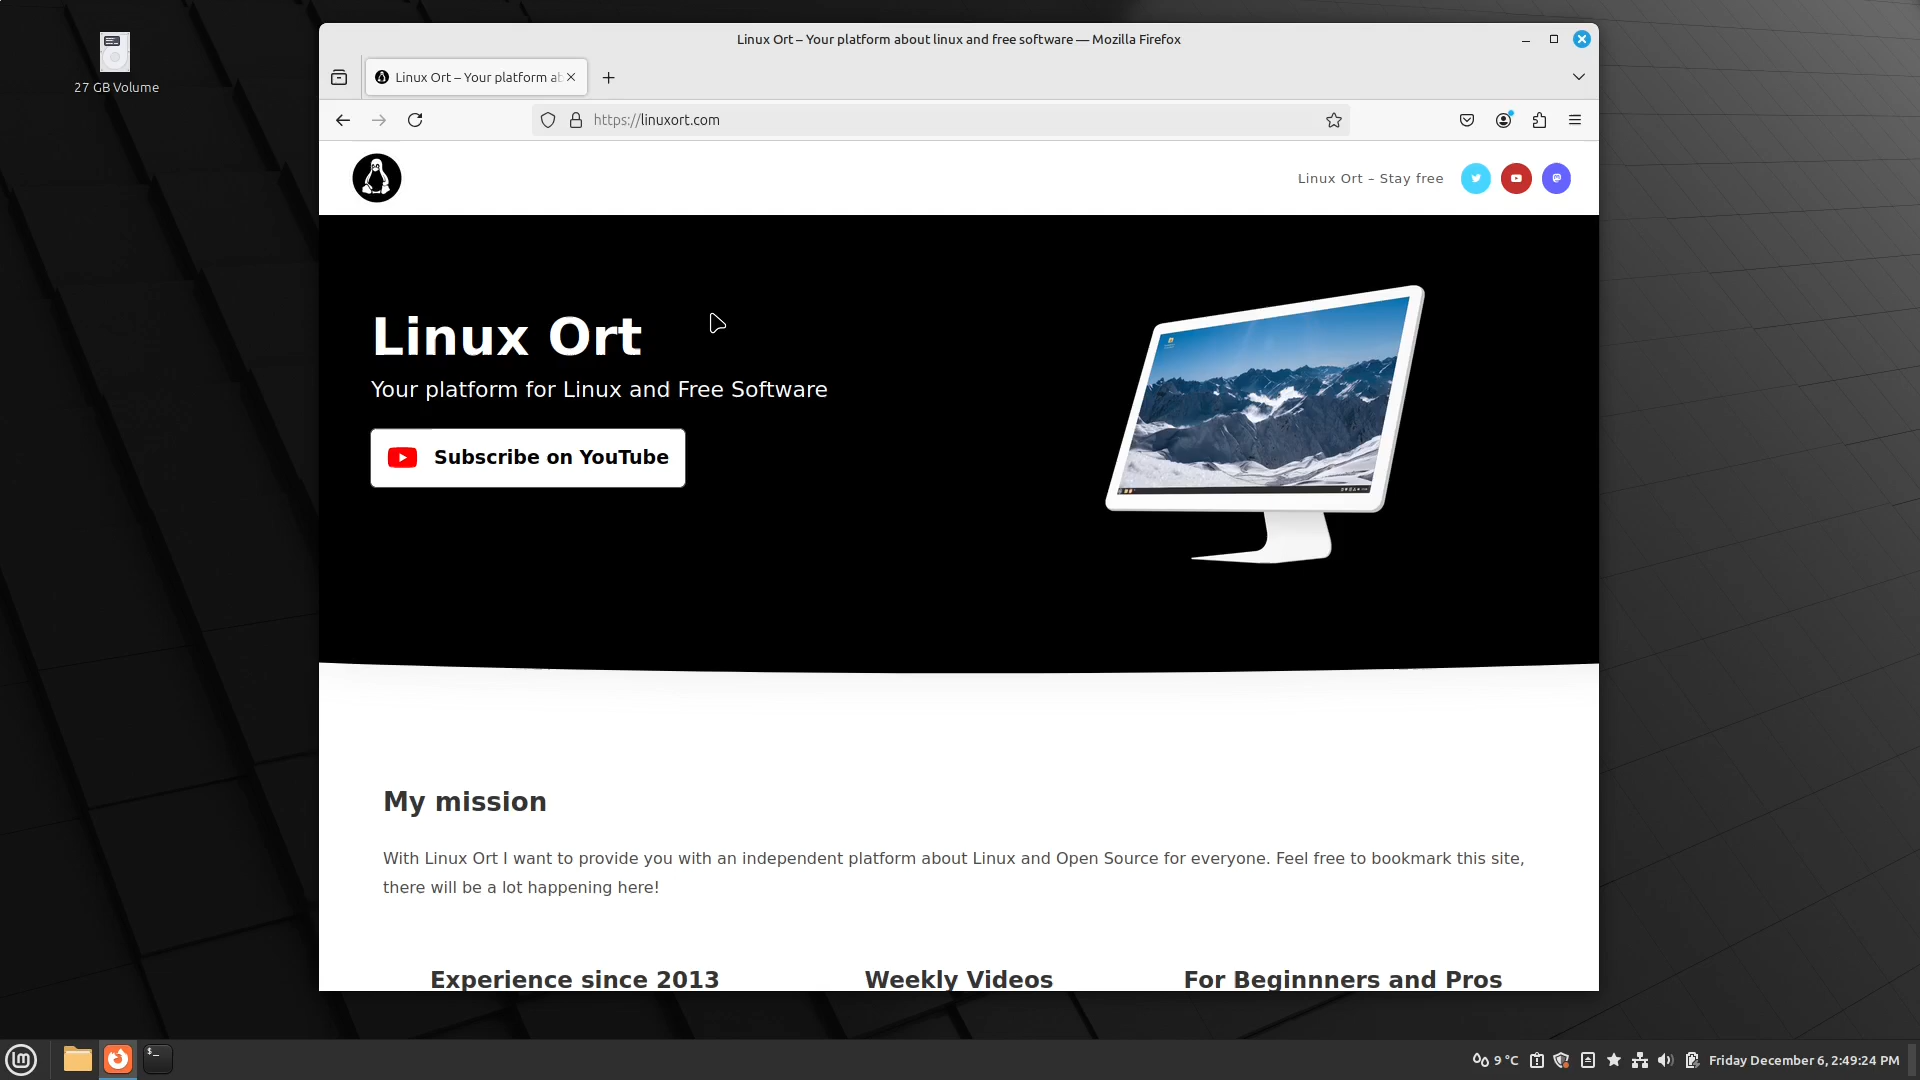 27 GB Volume
Linux Ort – Your platform about linux and free software — Mozilla Firefox
Linux Ort – Your platform ab
https://linuxort.com
Linux Ort – Stay free
Linux Ort
Your platform for Linux and Free Software
Subscribe on YouTube
My mission
With Linux Ort I want to provide you with an independent platform about Linux and Open Source for everyone. Feel free to bookmark this site,
there will be a lot happening here!
Experience since 2013
Weekly Videos
For Beginnners and Pros
lm
$_
9 °C
Friday December 6, 2:49:24 PM